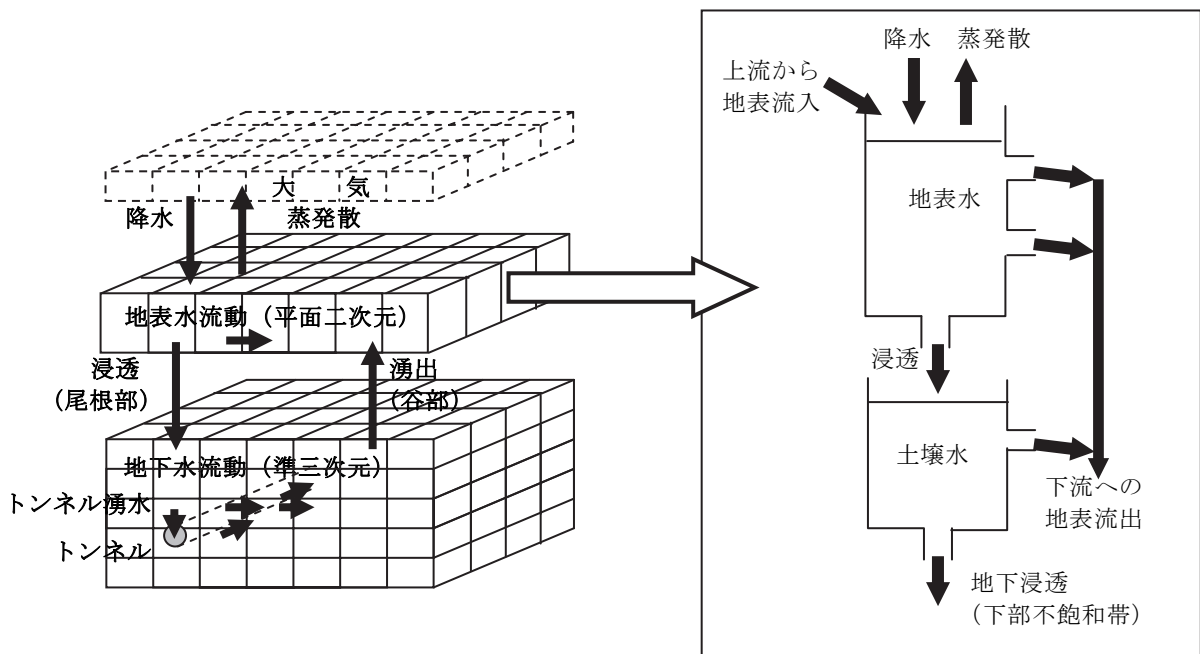 大 気
降水
蒸発散
地表水流動（平面二次元）
浸透
（尾根部）
湧出
（谷部）
地下水流動（準三次元）
トンネル湧水
トンネル
降水
蒸発散
上流から
地表流入
地表水
浸透
土壌水
下流への
地表流出
地下浸透
（下部不飽和帯）